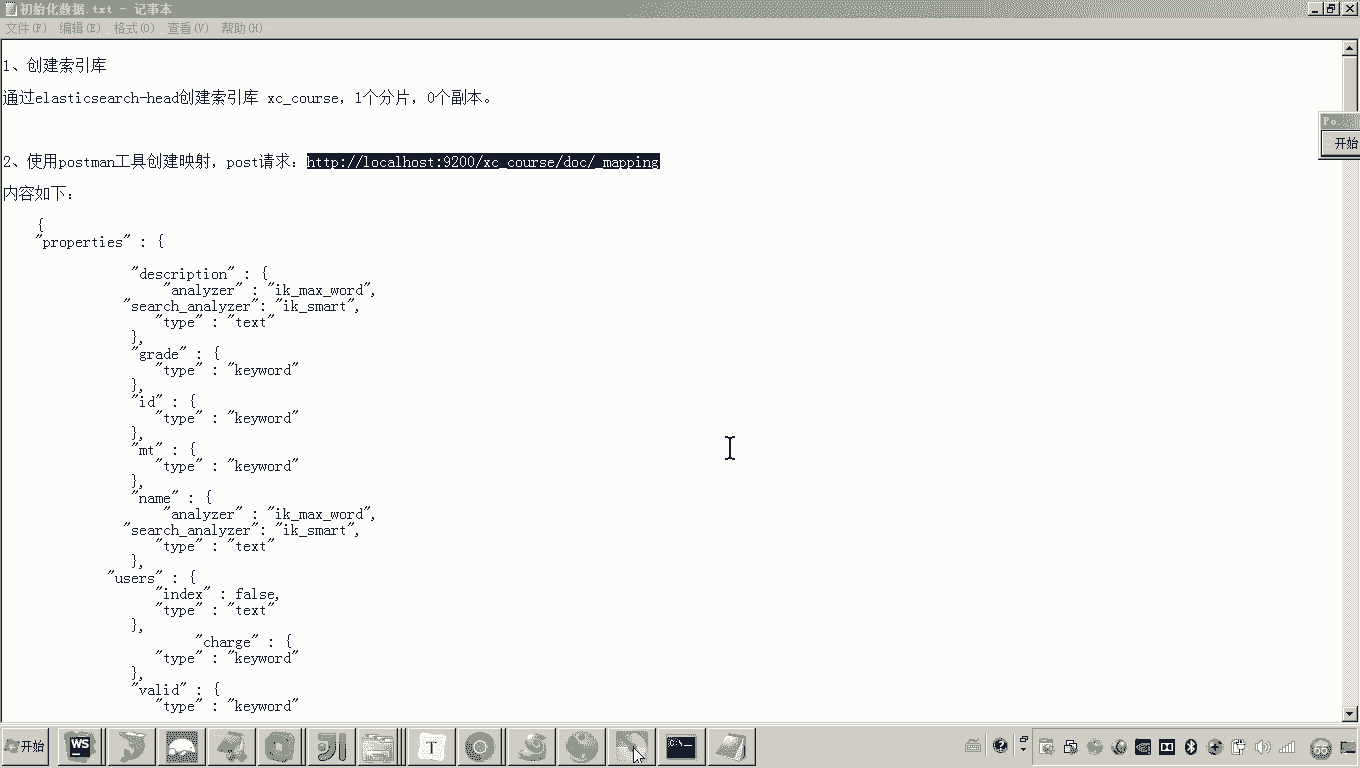 初始化数据.txt - 记事本
文件(F) 编辑(E) 格式(O) 查看(V) 帮助(H)
1、创建索引库
通过elasticsearch-head创建索引库 xc_course，1个分片，0个副本。
2、使用postman工具创建映射，post请求：http://localhost:9200/xc_course/doc/_mapping
内容如下：
{
"properties" : {
"description" : {
"analyzer" : "ik_max_word",
"search_analyzer": "ik_smart",
"type" : "text"
},
"grade" : {
"type" : "keyword"
},
"id" : {
"type" : "keyword"
},
"mt" : {
"type" : "keyword"
},
"name" : {
"analyzer" : "ik_max_word",
"search_analyzer": "ik_smart",
"type" : "text"
},
"users" : {
"index" : false,
"type" : "text"
},
"charge" : {
"type" : "keyword"
},
"valid" : {
"type" : "keyword"
Po.
开始
开始
WS
T
C:\